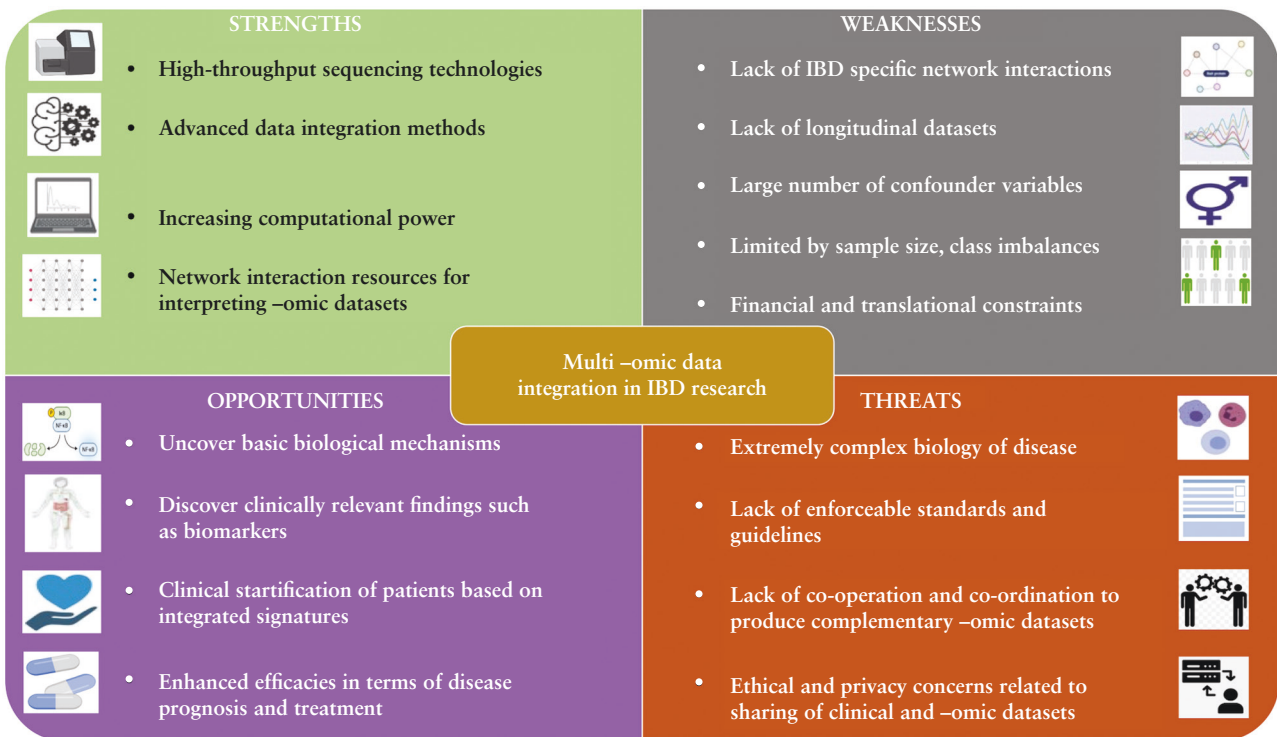 STRENGTHS
• High-throughput sequencing technologies
• Advanced data integration methods
• Increasing computational power
• Network interaction resources for
interpreting –omic datasets
WEAKNESSES
• Lack of IBD specific network interactions
• Lack of longitudinal datasets
• Large number of confounder variables
• Limited by sample size, class imbalances
• Financial and translational constraints
Multi –omic data
integration in IBD research
OPPORTUNITIES
P
IκB
NF-κB
NF-κB
• Uncover basic biological mechanisms
• Discover clinically relevant findings such
as biomarkers
• Clinical startification of patients based on
integrated signatures
• Enhanced efficacies in terms of disease
prognosis and treatment
THREATS
• Extremely complex biology of disease
• Lack of enforceable standards and
guidelines
• Lack of co-operation and co-ordination to
produce complementary –omic datasets
• Ethical and privacy concerns related to
sharing of clinical and –omic datasets